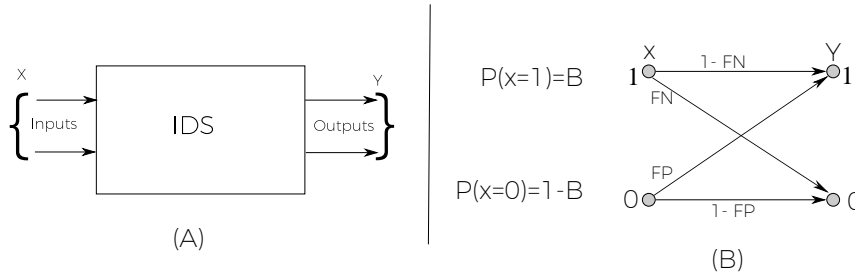 X
Inputs
IDS
Y
Outputs
(A)
P(x=1)=B
P(x=0)=1-B
X
Y
1
1- FN
1
FN
FP
0
1- FP
0
(B)